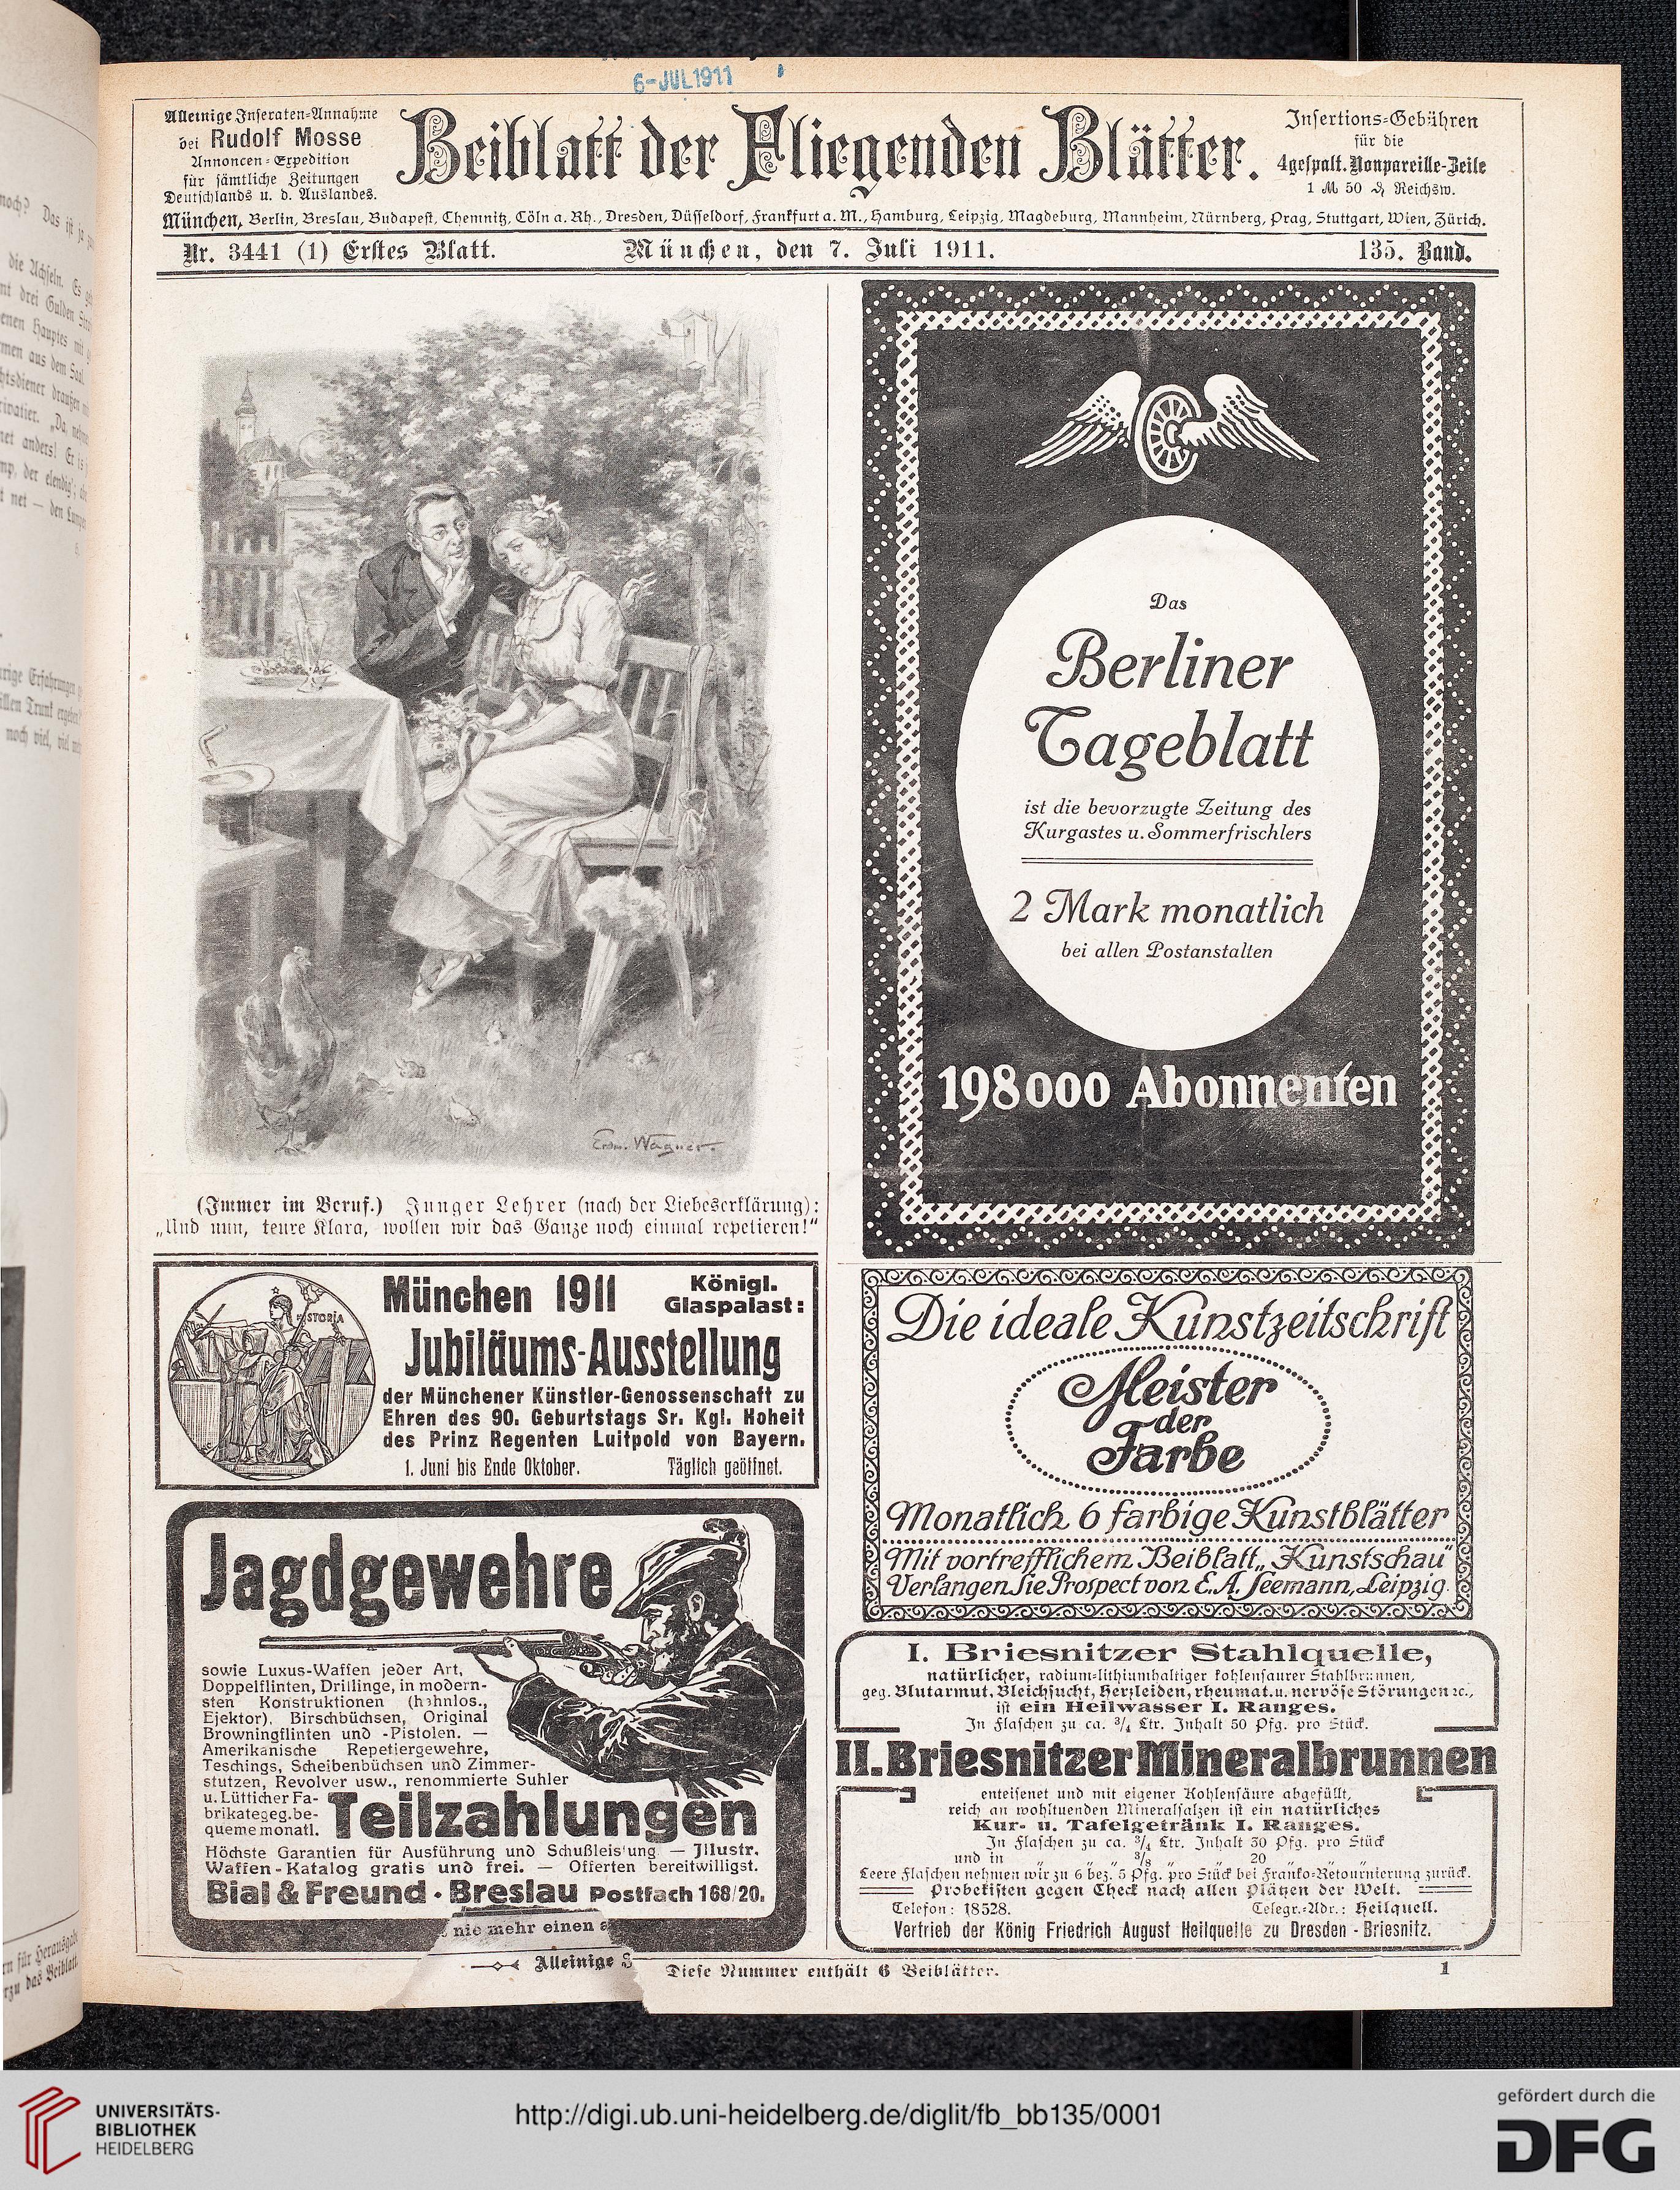 6-JUL1911
Alleinige Inseraten-Annahme
bei Rudolf Mosse
Annoncen-Expedition
für sämtliche Zeitungen
Deutschlands u. d. Auslandes.
Beiblatt der Fliegenden Blätter.
Insertions-Gebühren
für die
4gespalt. Nonpareille-Zeile
1 M 50 ₰ Reichsw.
München, Berlin, Breslau, Budapest, Chemnitz, Cöln a. Rh., Dresden, Düsseldorf, Frankfurt a. M., Hamburg, Leipzig, Magdeburg, Mannheim, Nürnberg, Prag, Stuttgart, Wien, Zürich.
Nr. 3441 (1) Erstes Blatt. München, den 7. Juli 1911. 135. Band.
Edm. Wagner.
(Immer im Beruf.) Junger Lehrer (nach der Liebeserklärung):
„Und nun, teure Klara, wollen wir das Ganze noch einmal repetieren!“
HISTORIA
München 1911
Königl.
Glaspalast:
Jubiläums-Ausstellung
der Münchener Künstler-Genossenschaft zu
Ehren des 90. Geburtstags Sr. Kgl. Hoheit
des Prinz Regenten Luitpold von Bayern.
1. Juni bis Ende Oktober. Täglich geöffnet.
Jagdgewehre
sowie Luxus-Waffen jeder Art,
Doppelflinten, Drillinge, in modern-
sten Konstruktionen (hahnlos.,
Ejektor). Birschbüchsen, Original
Browningflinten und -Pistolen. —
Amerikanische Repetiergewehre,
Teschings, Scheibenbüchsen und Zimmer-
stutzen, Revolver usw., renommierte Suhler
u. Lütticher Fa-
brikate geg. be-
queme monatl.
Teilzahlungen
Höchste Garantien für Ausführung und Schußleistung — Jllustr.
Waffen-Katalog gratis und frei. — Offerten bereitwilligst.
Bial & Freund · Breslau Postfach 168/20.
nie mehr einen a
Alleinige
Das
Berliner
Tageblatt
ist die bevorzugte Zeitung des
Kurgastes u. Sommerfrischlers
2 Mark monatlich
bei allen Postanstalten
198000 Abonnenten
Die ideale Kunstzeitschrift
Meister
der
Farbe
Monatlich 6 farbige Kunstblätter
Mit vortrefflichem Beiblatt „Kunstschau“
Verlangen Sie Prospect von E. A. Seemann, Leipzig.
I. Briesnitzer Stahlquelle,
natürlicher, radium-lithiumhaltiger kohlensaurer Stahlbrunnen,
geg. Blutarmut, Bleichsucht, Herzleiden, rheumat. u. nervöse Störungen ꝛc.,
ist ein Heilwasser I. Ranges.
In Flaschen zu ca. 3/4 Ltr. Inhalt 50 Pfg. pro Stück.
II. Briesnitzer Mineralbrunnen
enteisenet und mit eigener Kohlensäure abgefüllt,
reich an wohltuenden Mineralsalzen ist ein natürliches
Kur- u. Tafelgetränk I. Ranges.
In Flaschen zu ca. 3/4 Ltr. Inhalt 30 Pfg. pro Stück
und in " " " 3/8 " " 20 " " "
Leere Flaschen nehmen wir zu 6 bez. 5 Pfg. pro Stück bei Franko-Retournierung zurück.
Probekisten gegen Check nach allen Plätzen der Welt.
Telefon: 18528. Telegr.-Adr.: Heilquell.
Vertrieb der König Friedrich August Heilquelle zu Dresden - Briesnitz.
Diese Nummer enthält 6 Beiblätter.
1
UNIVERSITÄTS-
BIBLIOTHEK
HEIDELBERG
http://digi.ub.uni-heidelberg.de/diglit/fb_bb135/0001
gefördert durch die
DFG